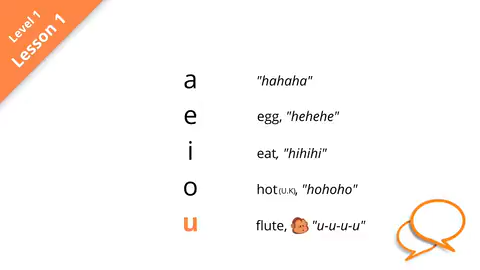 Level 1
Lesson 1
a "hahaha"
e egg, "hehehe"
i eat, "hihihi"
o hot (U.K), "hohoho"
u flute, "u-u-u-u"